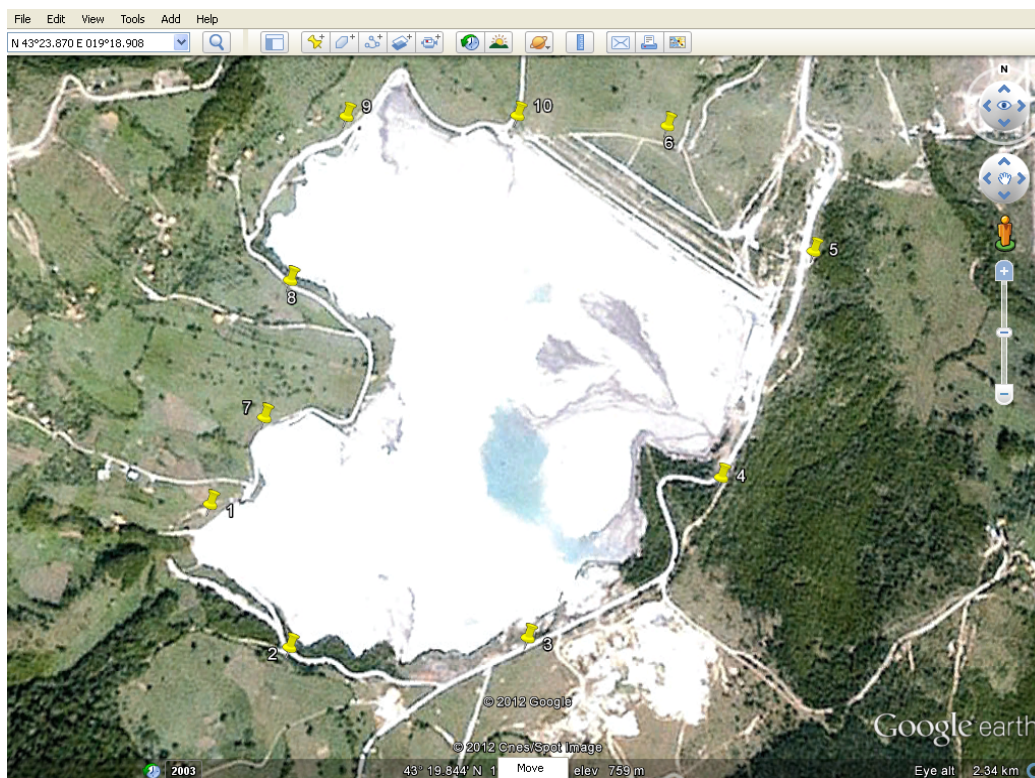 File Edit View Tools Add Help
N 43°23.870 E 019°18.908
N
9
10
6
5
8
7
4
1
3
2
© 2012 Google
Google earth
© 2012 Cnes/Spot Image
2003 43° 19.844' N 1 Move elev 759 m Eye alt 2.34 km